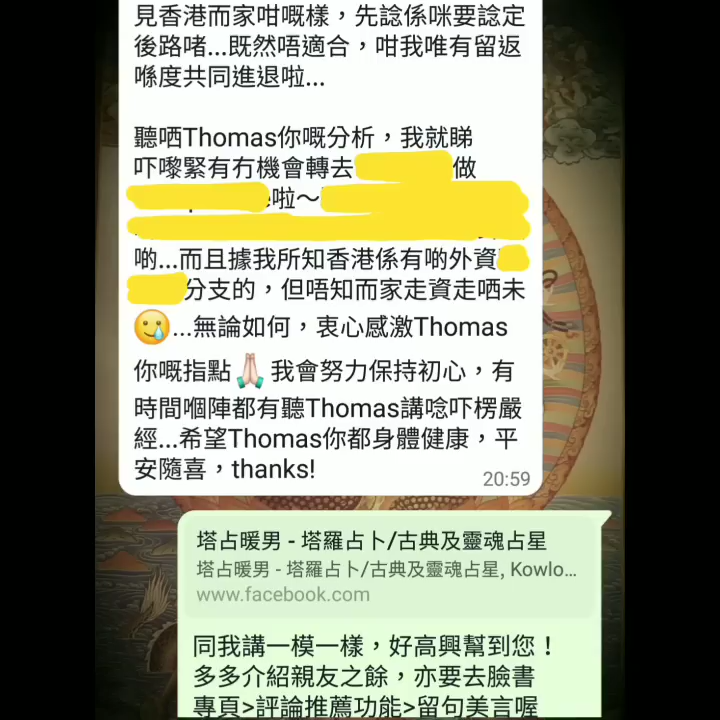 見香港而家咁嘅樣，先諗係咪要諗定
後路啫...既然唔適合，咁我唯有留返
喺度共同進退啦...
聽哂Thomas你嘅分析，我就睇
吓嚟緊有冇機會轉去
做
啦～
啲...而且據我所知香港係有啲外資
分支的，但唔知而家走資走哂未
🥲...無論如何，衷心感激Thomas
你嘅指點🙏🏻我會努力保持初心，有
時間嗰陣都有聽Thomas講唸吓楞嚴
經...希望Thomas你都身體健康，平
安隨喜，thanks!
20:59
塔占暖男 - 塔羅占卜/古典及靈魂占星
塔占暖男 - 塔羅占卜/古典及靈魂占星, Kowlo...
www.facebook.com
同我講一模一樣，好高興幫到您！
多多介紹親友之餘，亦要去臉書
專頁>評論推薦功能>留句美言喔